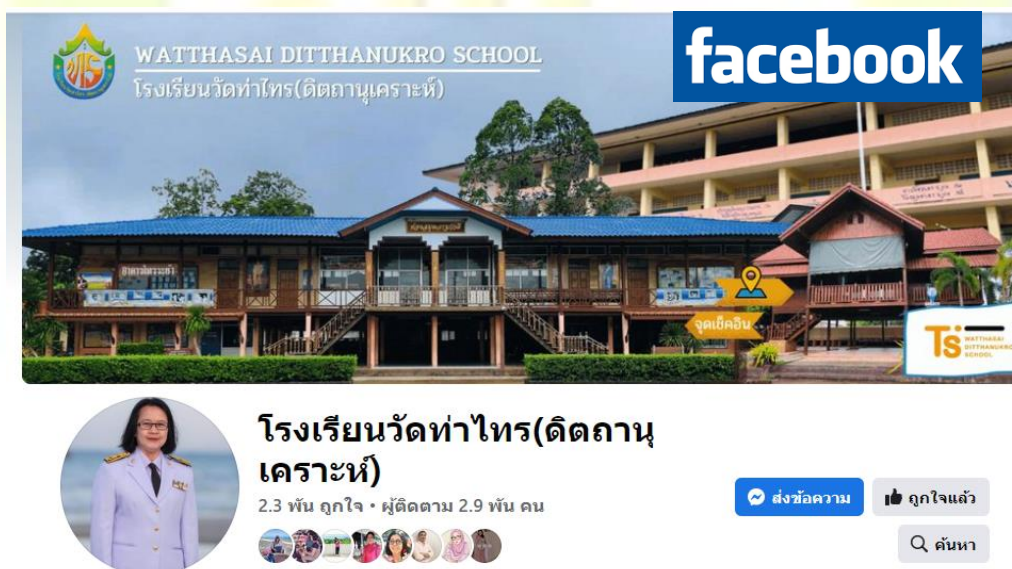 WATTHASAI DITTHANUKRO SCHOOL
โรงเรียนวัดท่าไทร(ดิตถานุเคราะห์)
facebook
จุดเช็คอิน
TS
WATTHASAI
DITTHANUKRO
SCHOOL
โรงเรียนวัดท่าไทร(ดิตถานุ
เคราะห์)
2.3 พัน ถูกใจ • ผู้ติดตาม 2.9 พัน คน
ส่งข้อความ
ถูกใจแล้ว
ค้นหา